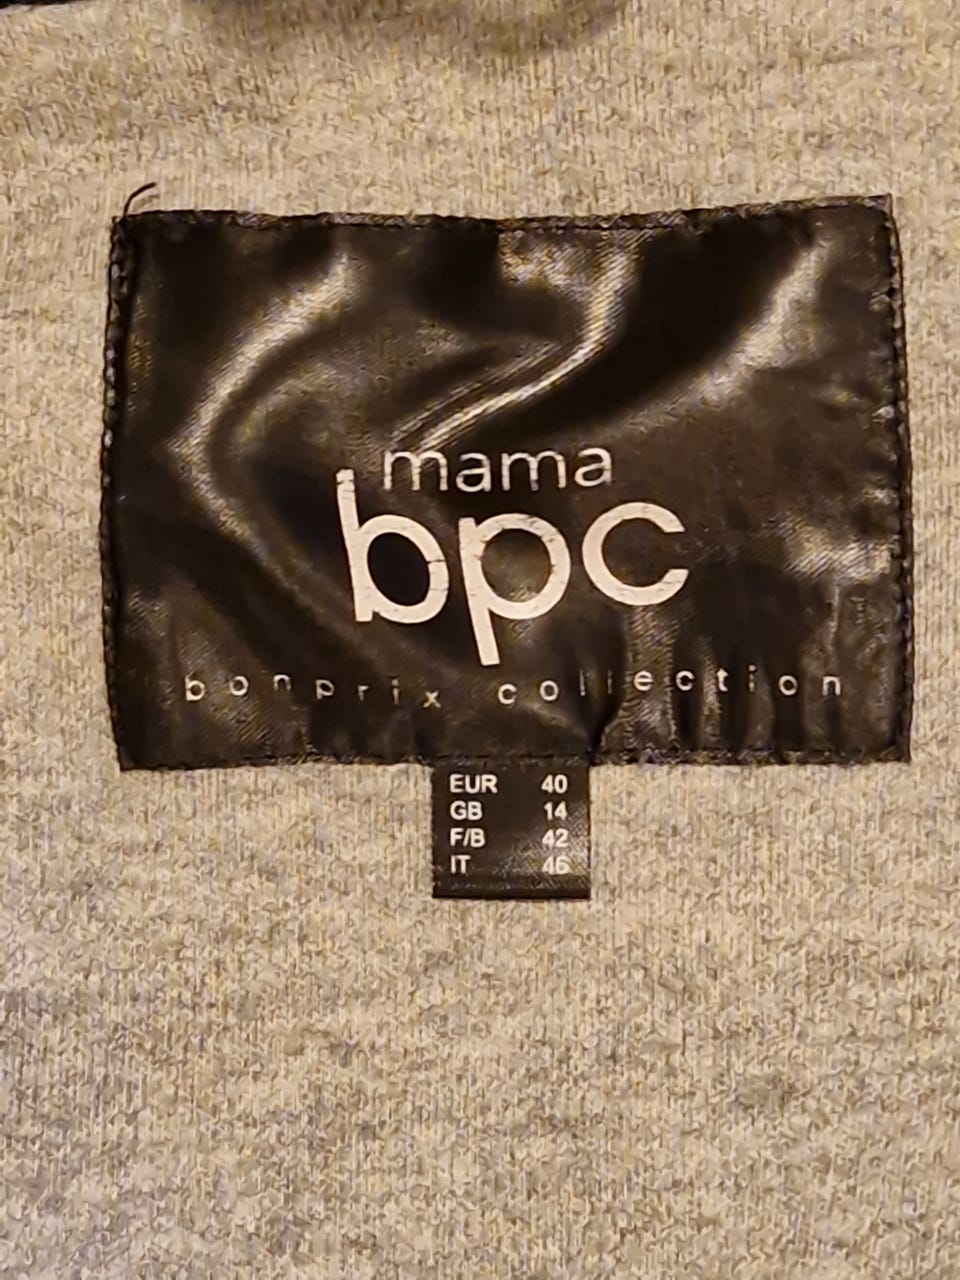 mama
bpc
bonprix collection
EUR 40
GB 14
F/B 42
IT 46